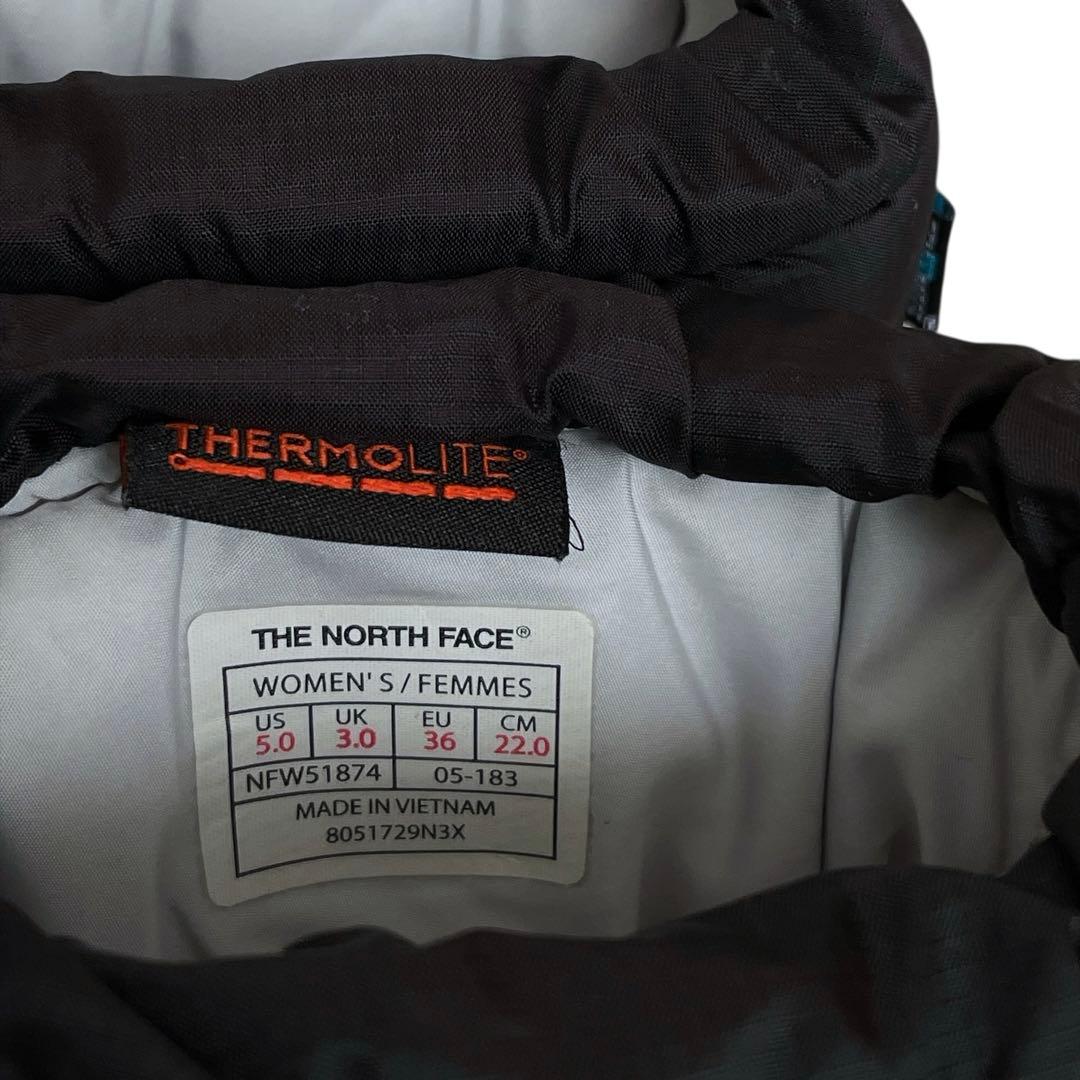 THERMOLITE®
THE NORTH FACE®
WOMEN' S / FEMMES
US UK EU CM
5.0 3.0 36 22.0
NFW51874 05-183
MADE IN VIETNAM
8051729N3X